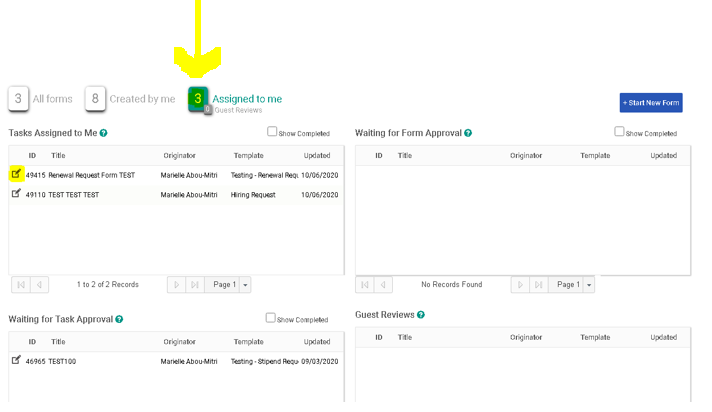 3 All forms 8 Created by me 3 Assigned to me
0 Guest Reviews
+ Start New Form
Tasks Assigned to Me ? Show Completed
ID Title Originator Template Updated
49415 Renewal Request Form TEST Marielle Abou-Mitri Testing - Renewal Requ 10/06/2020
49110 TEST TEST TEST Marielle Abou-Mitri Hiring Request 10/06/2020
1 to 2 of 2 Records Page 1
Waiting for Form Approval ? Show Completed
ID Title Originator Template Updated
No Records Found Page 1
Waiting for Task Approval ? Show Completed
ID Title Originator Template Updated
46965 TEST100 Marielle Abou-Mitri Testing - Stipend Requ 09/03/2020
Guest Reviews ?
ID Title Originator Template Updated